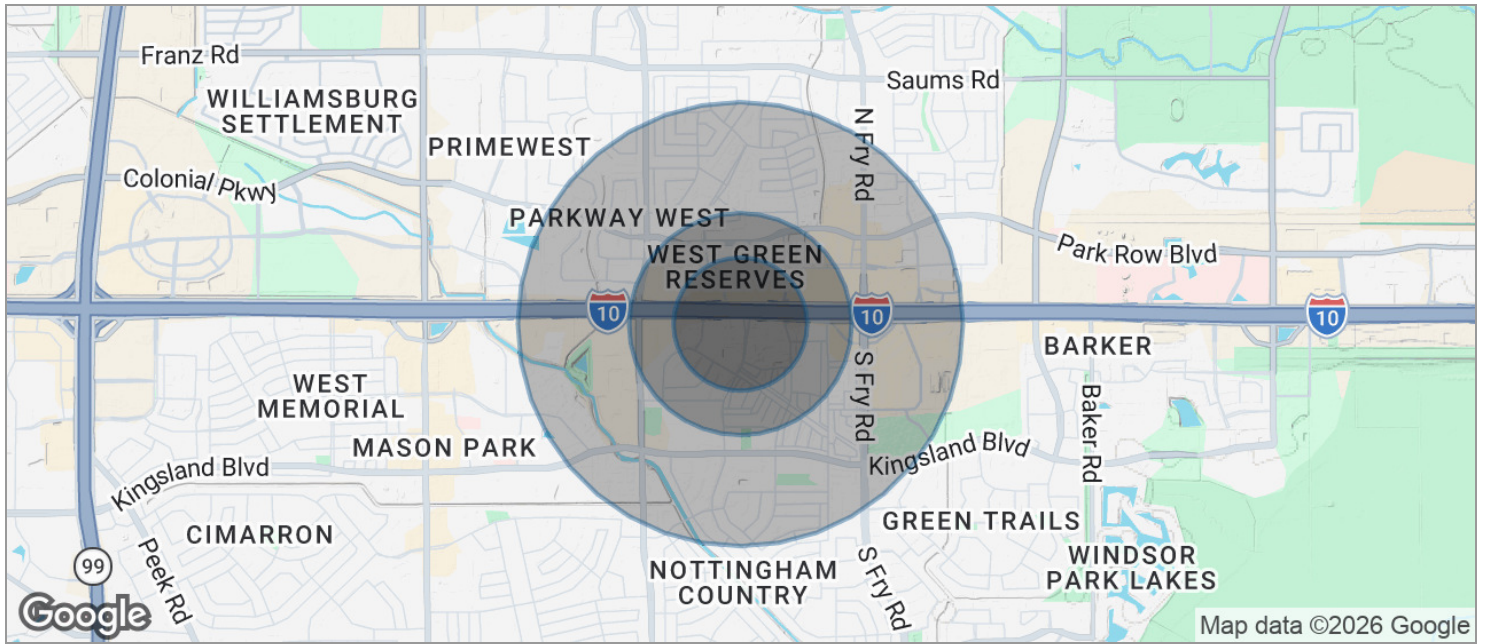 Franz Rd
Saums Rd
WILLIAMSBURG
SETTLEMENT
N Fry Rd
PRIMEWEST
Colonial Pkwy
PARKWAY WEST
WEST GREEN
RESERVES
Park Row Blvd
10
10
10
BARKER
S Fry Rd
WEST
MEMORIAL
Baker Rd
MASON PARK
Kingsland Blvd
Kingsland Blvd
CIMARRON
GREEN TRAILS
Peek Rd
99
NOTTINGHAM
COUNTRY
S Fry Rd
WINDSOR
PARK LAKES
Google
Map data ©2026 Google